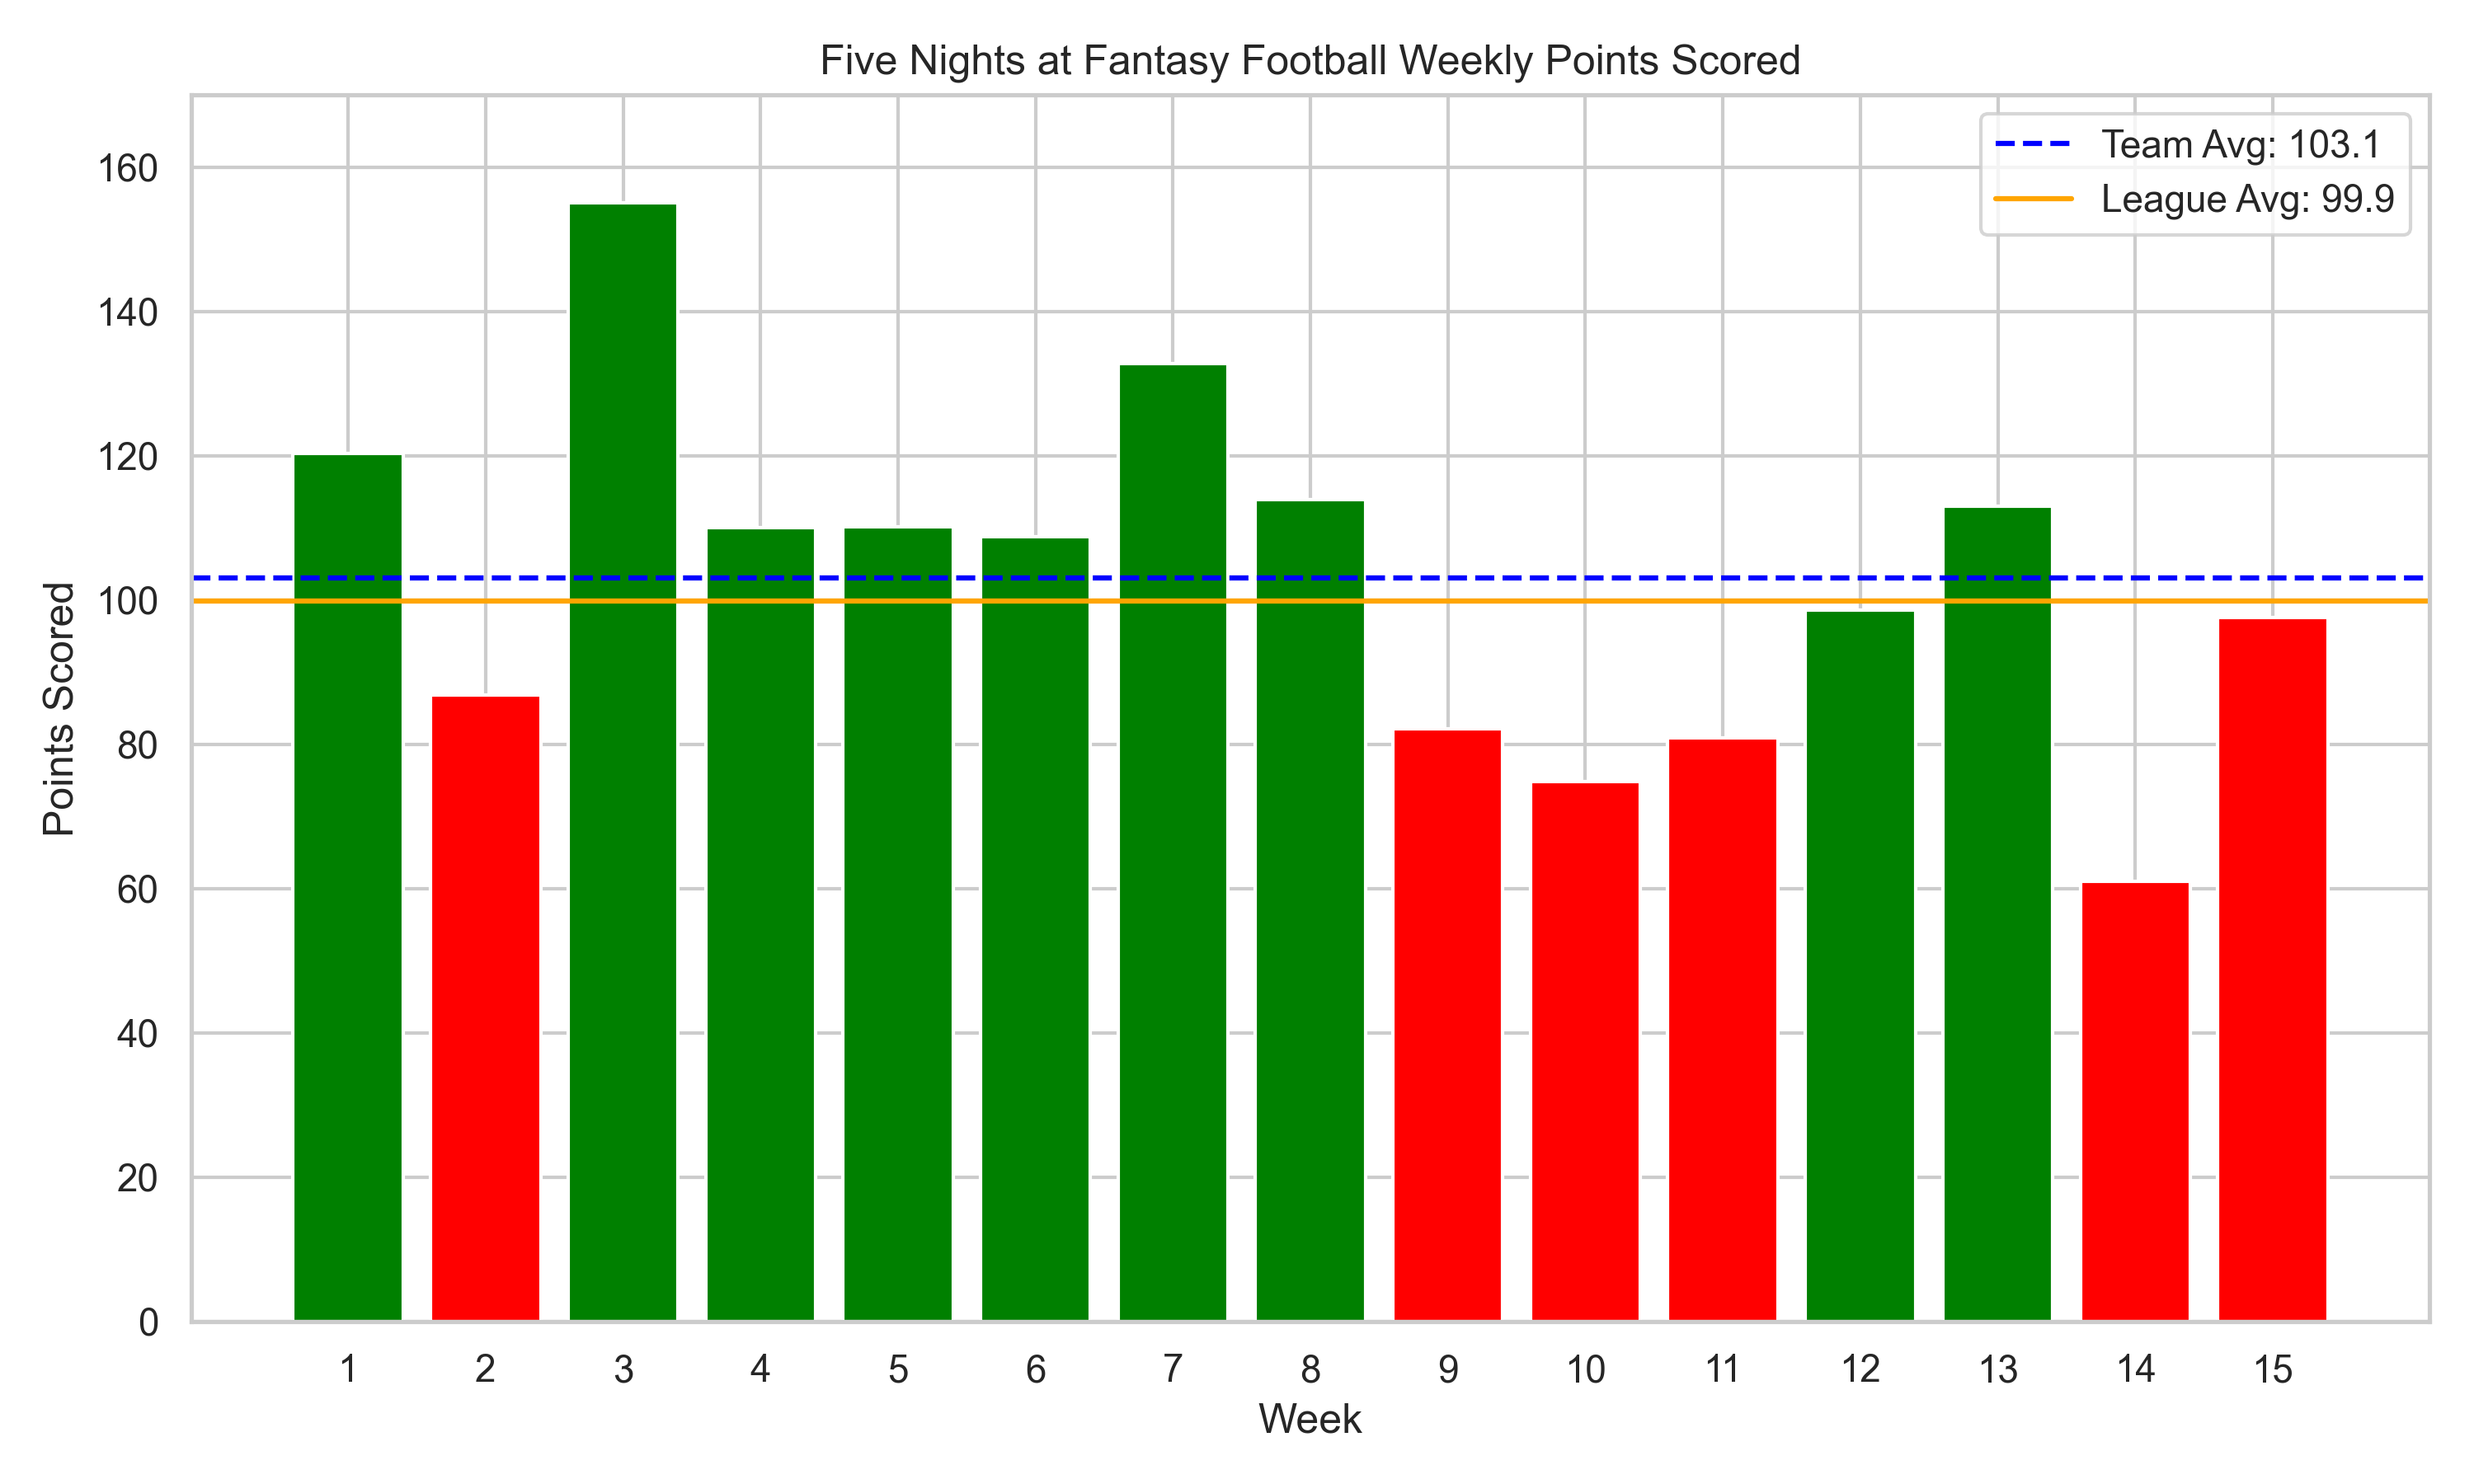 Five Nights at Fantasy Football Weekly Points Scored
Team Avg: 103.1
League Avg: 99.9
Points Scored
160
140
120
100
80
60
40
20
0
1 2 3 4 5 6 7 8 9 10 11 12 13 14 15
Week